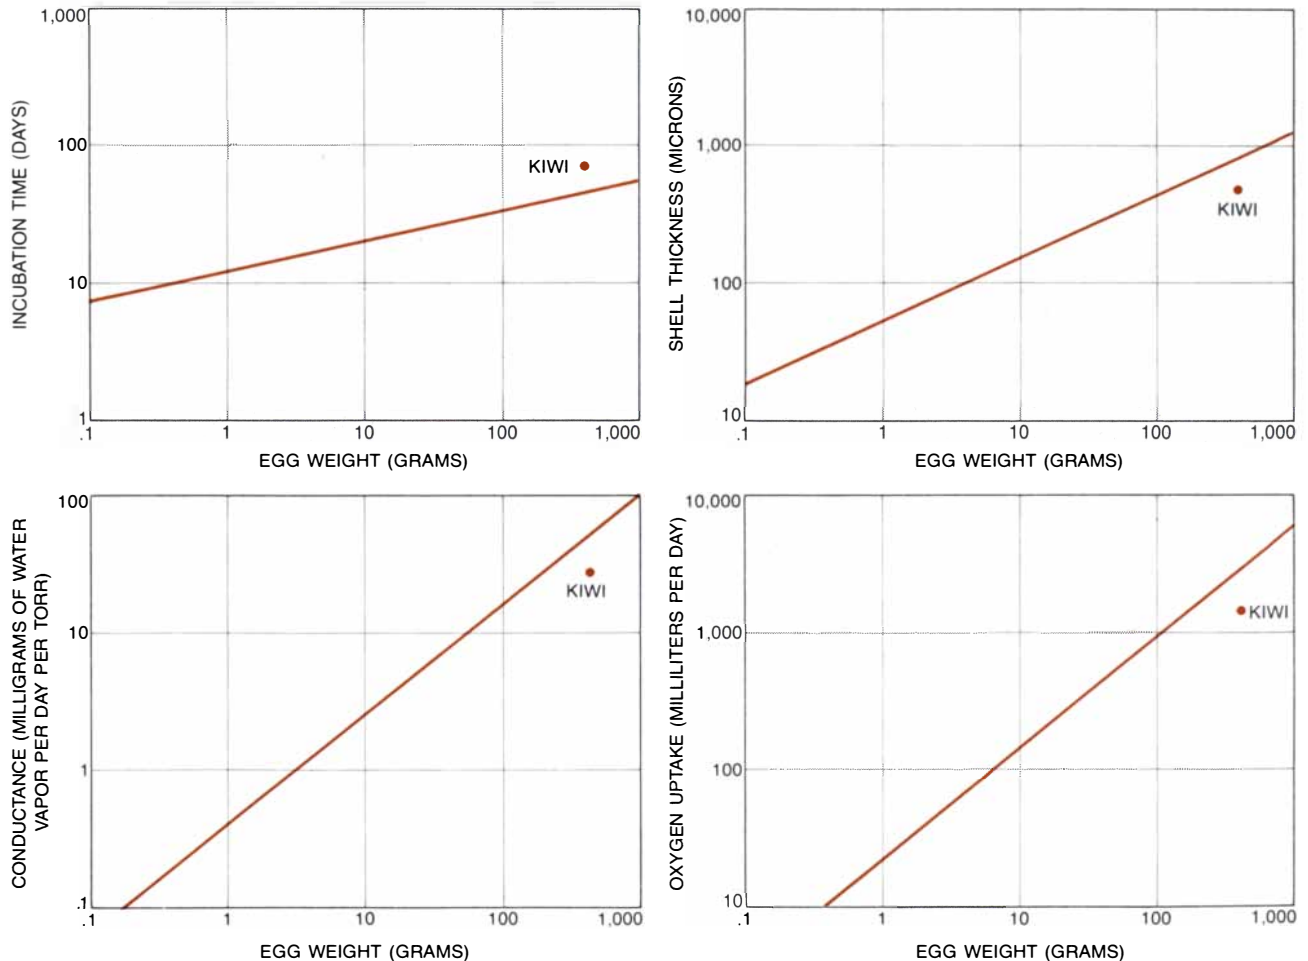 1,000
100
10
1
INCUBATION TIME (DAYS)
KIWI
.1 1 10 100 1,000
EGG WEIGHT (GRAMS)
10,000
1,000
100
10
SHELL THICKNESS (MICRONS)
KIWI
.1 1 10 100 1,000
EGG WEIGHT (GRAMS)
100
10
1
.1
CONDUCTANCE (MILLIGRAMS OF WATER
VAPOR PER DAY PER TORR)
KIWI
.1 1 10 100 1,000
EGG WEIGHT (GRAMS)
10,000
1,000
100
10
OXYGEN UPTAKE (MILLILITERS PER DAY)
KIWI
.1 1 10 100 1,000
EGG WEIGHT (GRAMS)